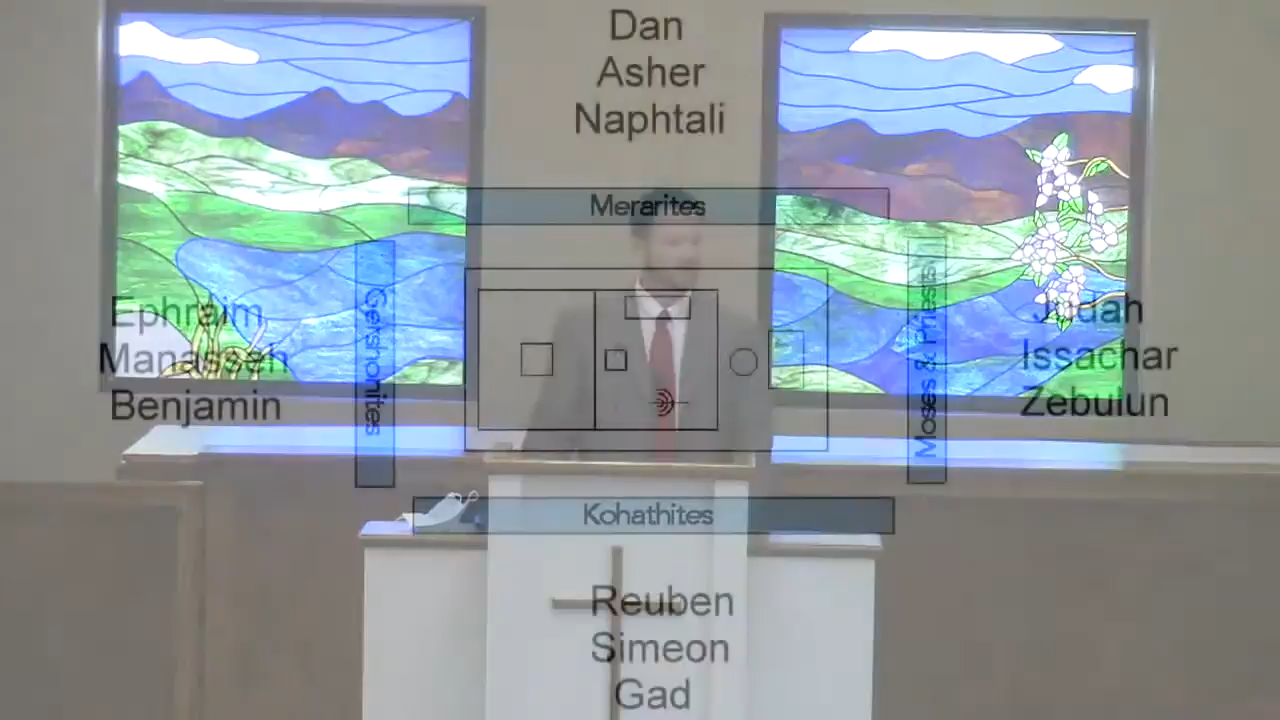 Dan
Asher
Naphtali
Merarites
Ephraim
Manasseh
Benjamin
Gershonites
Moses & Priests
Judah
Issachar
Zebulun
Kohathites
Reuben
Simeon
Gad